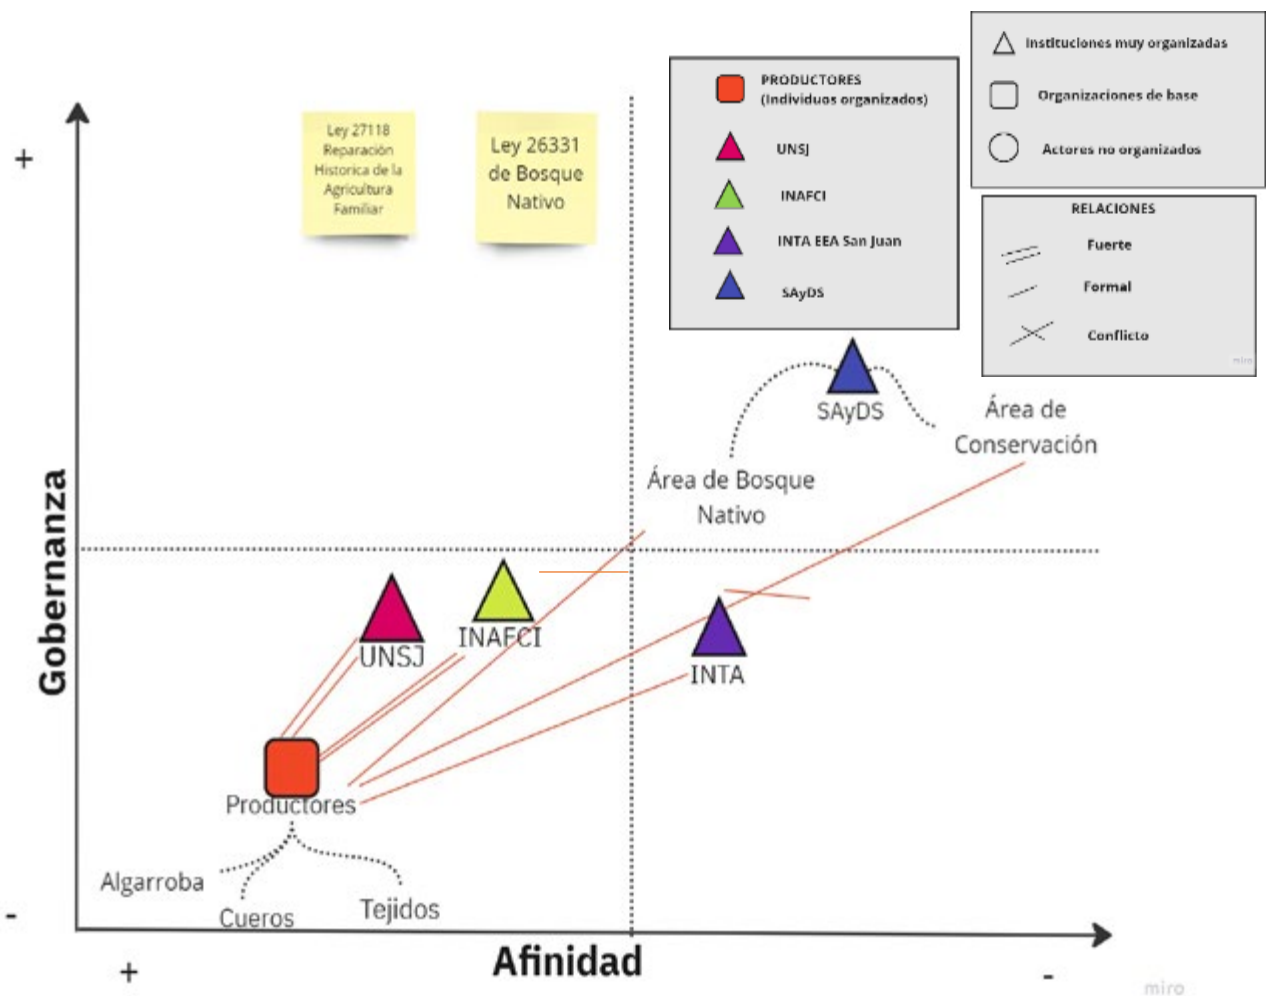 Instituciones muy organizadas
Organizaciones de base
Actores no organizados
PRODUCTORES
(Individuos organizados)
UNSJ
INAFCI
INTA EEA San Juan
SAyDS
RELACIONES
Fuerte
Formal
Conflicto
miro
+
Ley 27118
Reparación
Historica de la
Agricultura
Familiar
Ley 26331
de Bosque
Nativo
SAyDS
Área de
Conservación
Área de Bosque
Nativo
Gobernanza
UNSJ
INAFCI
INTA
Productores
Algarroba
Cueros
Tejidos
-
+
Afinidad
-
miro